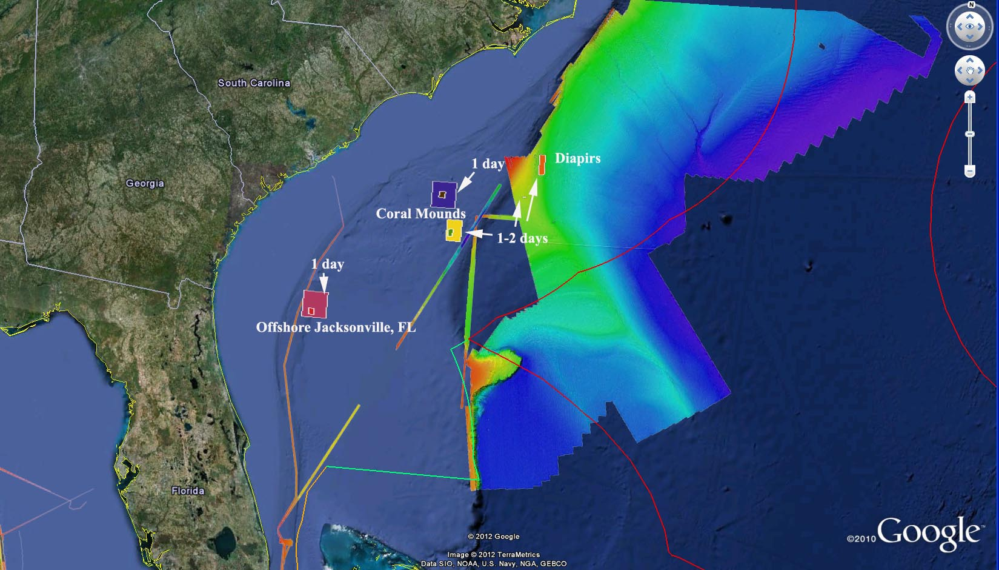 N
South Carolina
Diapirs
1 day
Georgia
Coral Mounds
1-2 days
1 day
Offshore Jacksonville, FL
Florida
© 2012 Google
©2010 Google™
Image © 2012 TerraMetrics
Data SIO, NOAA, U.S. Navy, NGA, GEBCO